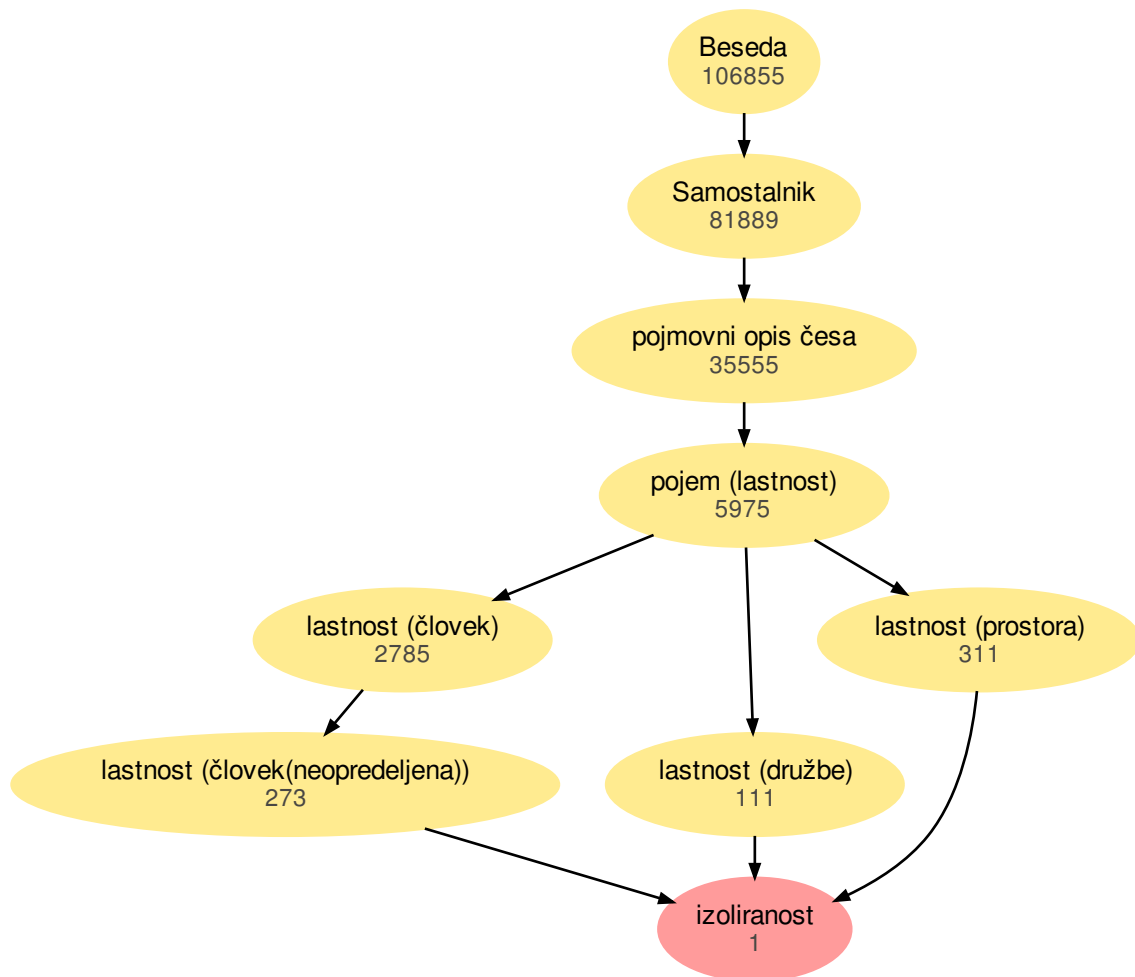 Beseda
106855
Samostalnik
81889
pojmovni opis česa
35555
pojem (lastnost)
5975
lastnost (človek)
2785
lastnost (prostora)
311
lastnost (človek(neopredeljena))
273
lastnost (družbe)
111
izoliranost
1